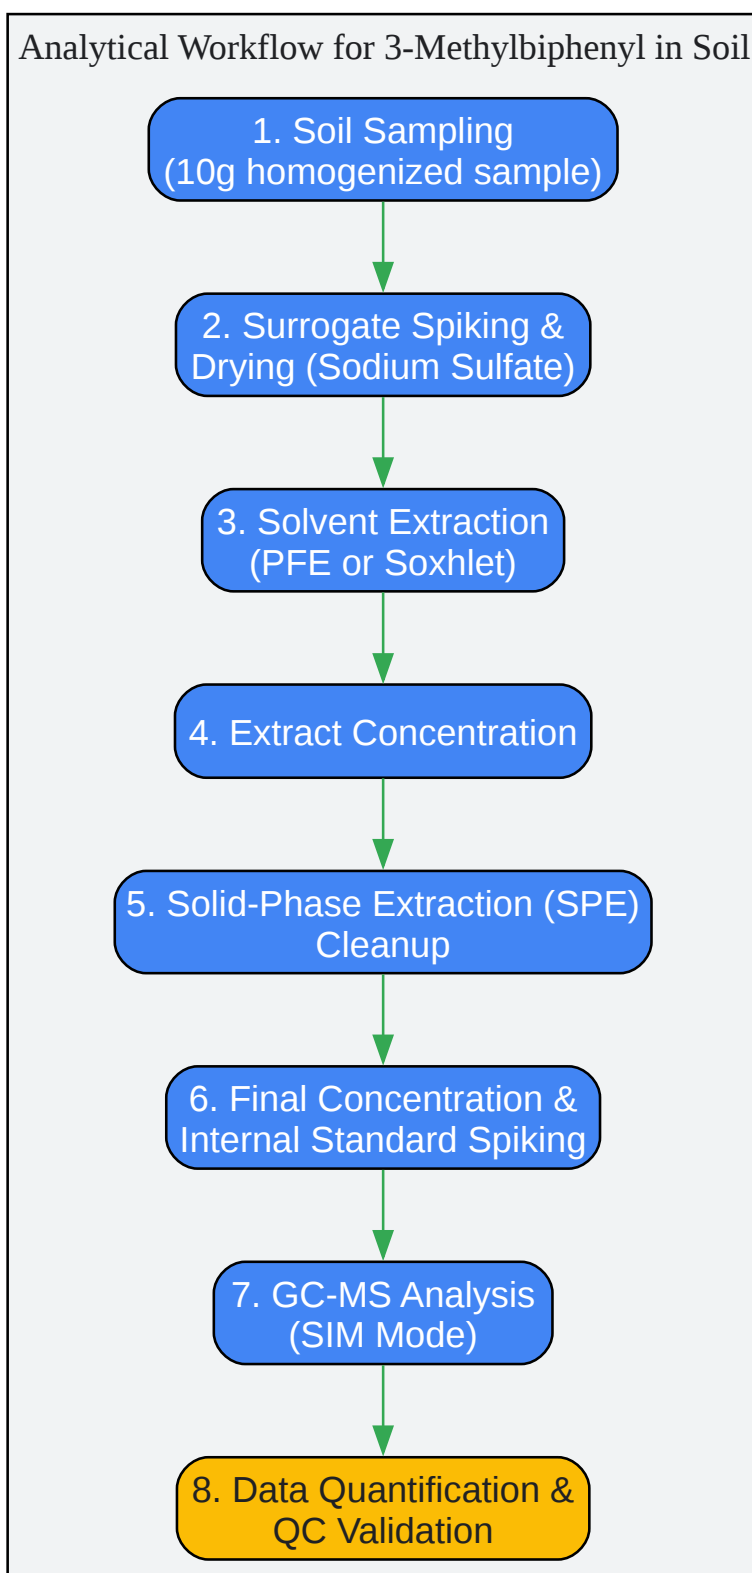 Analytical Workflow for 3-Methylbiphenyl in Soil
1. Soil Sampling
(10g homogenized sample)
2. Surrogate Spiking &
Drying (Sodium Sulfate)
3. Solvent Extraction
(PFE or Soxhlet)
4. Extract Concentration
5. Solid-Phase Extraction (SPE)
Cleanup
6. Final Concentration &
Internal Standard Spiking
7. GC-MS Analysis
(SIM Mode)
8. Data Quantification &
QC Validation